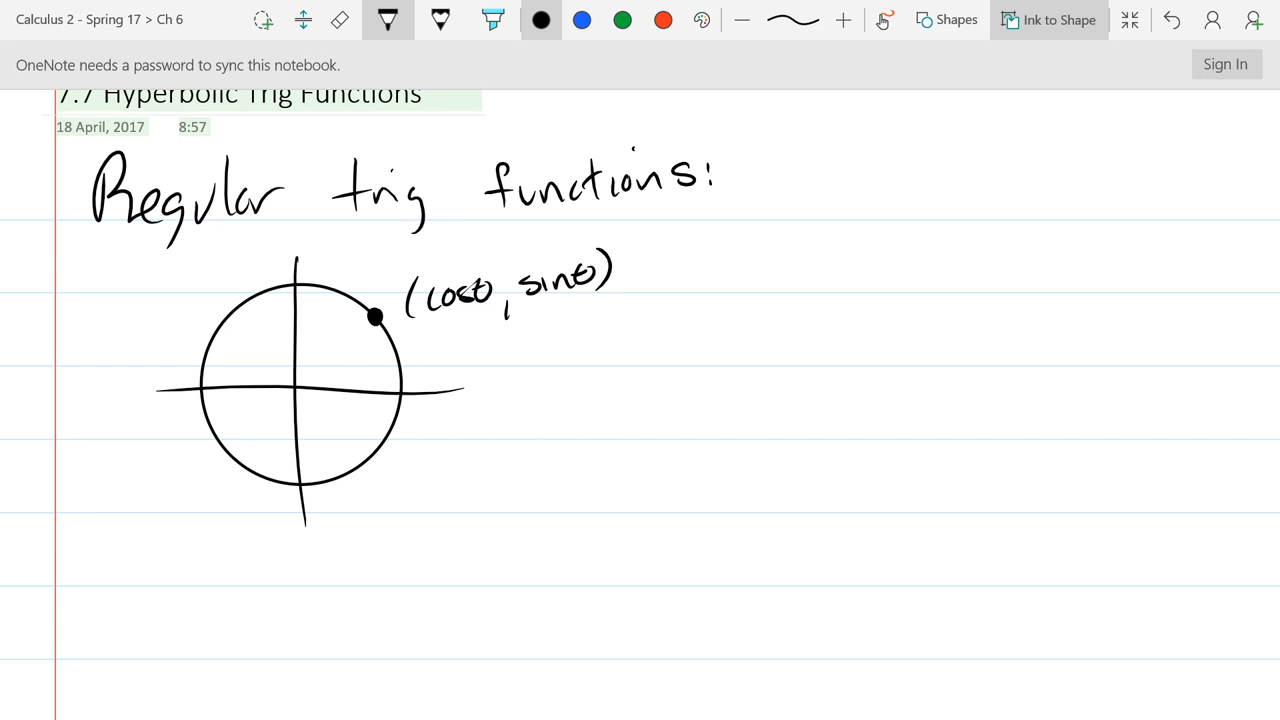 Calculus 2 - Spring 17 > Ch 6
Shapes
Ink to Shape
OneNote needs a password to sync this notebook.
Sign In
7.7 Hyperbolic Trig Functions
18 April, 2017 8:57
Regular trig functions:
(cosθ, sinθ)